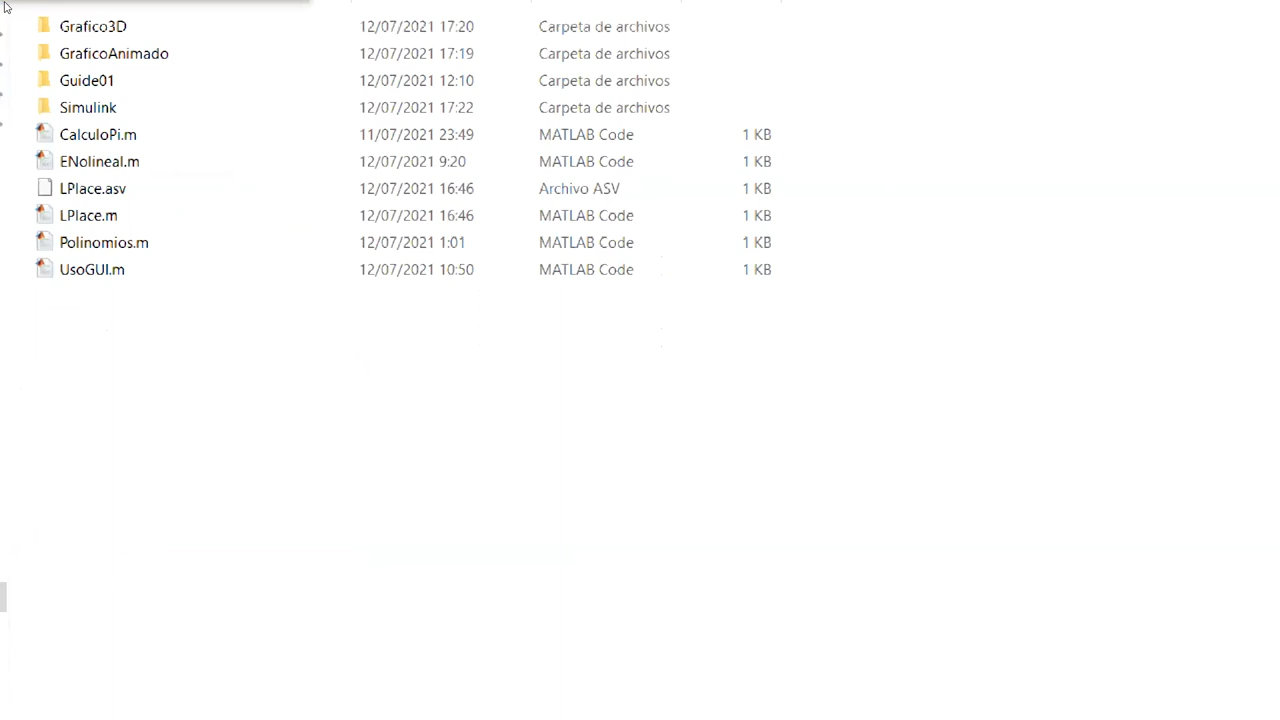 Grafico3D 12/07/2021 17:20 Carpeta de archivos
GraficoAnimado 12/07/2021 17:19 Carpeta de archivos
Guide01 12/07/2021 12:10 Carpeta de archivos
Simulink 12/07/2021 17:22 Carpeta de archivos
CalculoPi.m 11/07/2021 23:49 MATLAB Code 1 KB
ENolineal.m 12/07/2021 9:20 MATLAB Code 1 KB
LPlace.asv 12/07/2021 16:46 Archivo ASV 1 KB
LPlace.m 12/07/2021 16:46 MATLAB Code 1 KB
Polinomios.m 12/07/2021 1:01 MATLAB Code 1 KB
UsoGUI.m 12/07/2021 10:50 MATLAB Code 1 KB